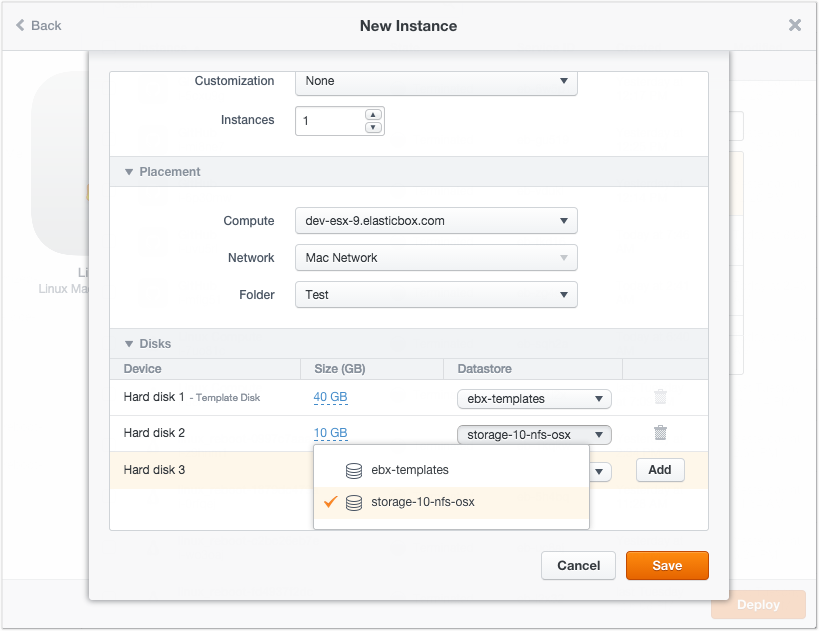 Back
New Instance
Customization None
Instances 1
Placement
Compute dev-esx-9.elasticbox.com
Network Mac Network
Folder Test
Li
Linux Ma
Disks
Device Size (GB) Datastore
Hard disk 1 - Template Disk 40 GB ebx-templates
Hard disk 2 10 GB storage-10-nfs-osx
Hard disk 3 Add
ebx-templates
storage-10-nfs-osx
Cancel Save
Deploy